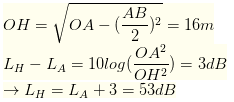 OH = \sqrt{OA - (\frac{AB}{2})^2} = 16m
L_H - L_A = 10log(\frac{OA^2}{OH^2}) = 3dB
→ L_H = L_A + 3 = 53dB